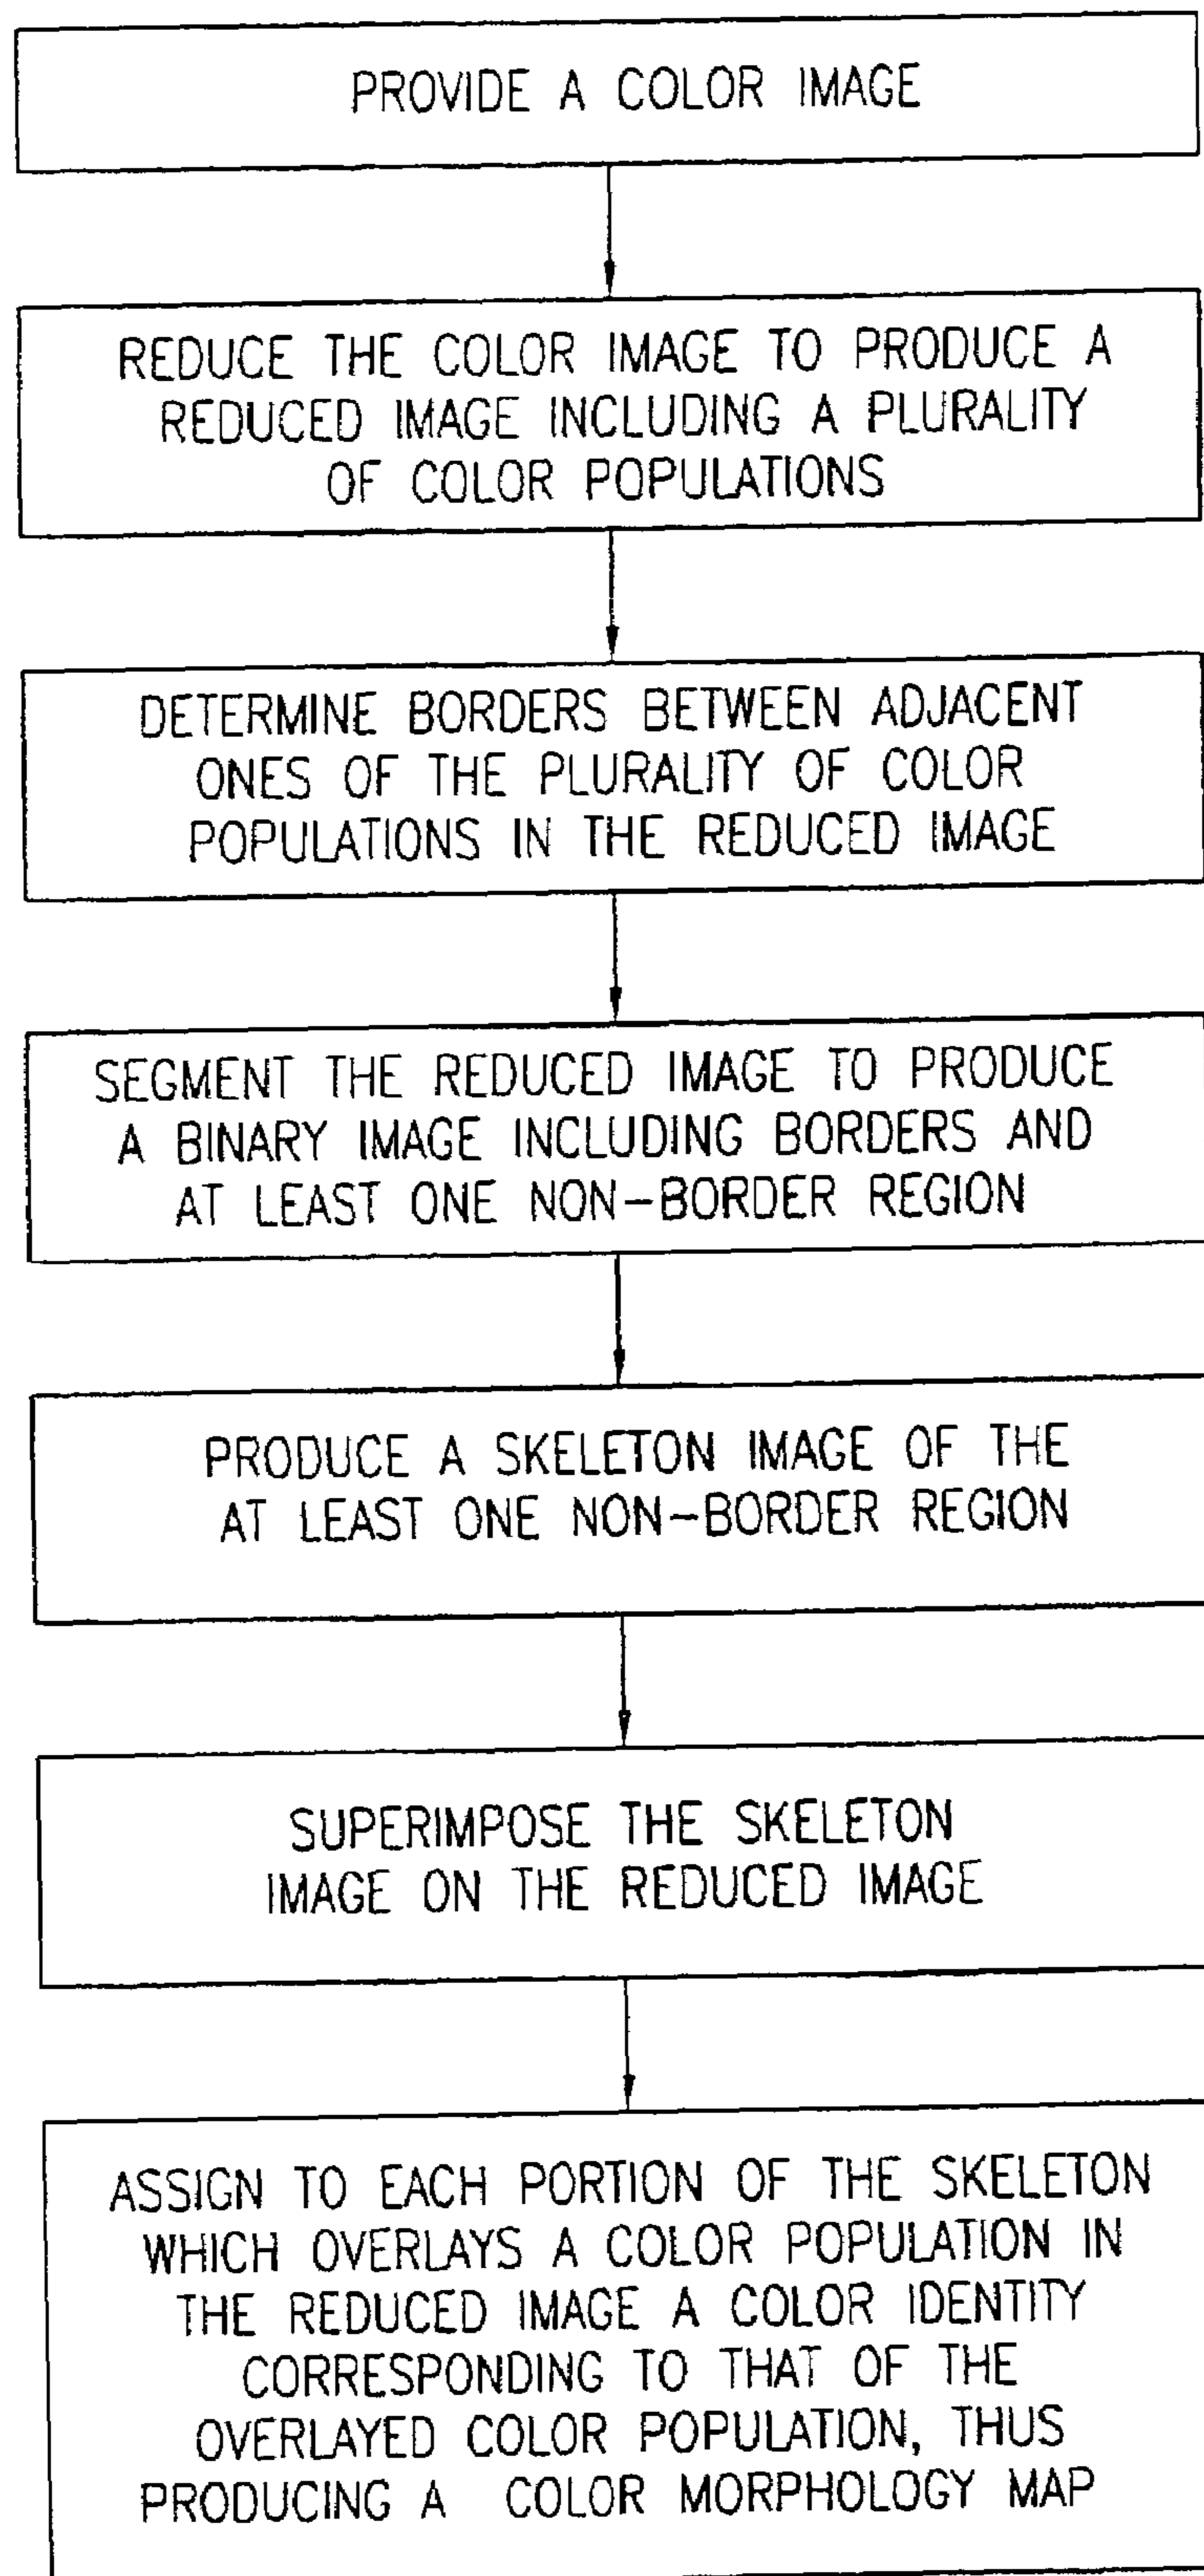 PROVIDE A COLOR IMAGE
REDUCE THE COLOR IMAGE TO PRODUCE A
REDUCED IMAGE INCLUDING A PLURALITY
OF COLOR POPULATIONS
DETERMINE BORDERS BETWEEN ADJACENT
ONES OF THE PLURALITY OF COLOR
POPULATIONS IN THE REDUCED IMAGE
SEGMENT THE REDUCED IMAGE TO PRODUCE
A BINARY IMAGE INCLUDING BORDERS AND
AT LEAST ONE NON-BORDER REGION
PRODUCE A SKELETON IMAGE OF THE
AT LEAST ONE NON-BORDER REGION
SUPERIMPOSE THE SKELETON
IMAGE ON THE REDUCED IMAGE
ASSIGN TO EACH PORTION OF THE SKELETON
WHICH OVERLAYS A COLOR POPULATION IN
THE REDUCED IMAGE A COLOR IDENTITY
CORRESPONDING TO THAT OF THE
OVERLAYED COLOR POPULATION, THUS
PRODUCING A COLOR MORPHOLOGY MAP